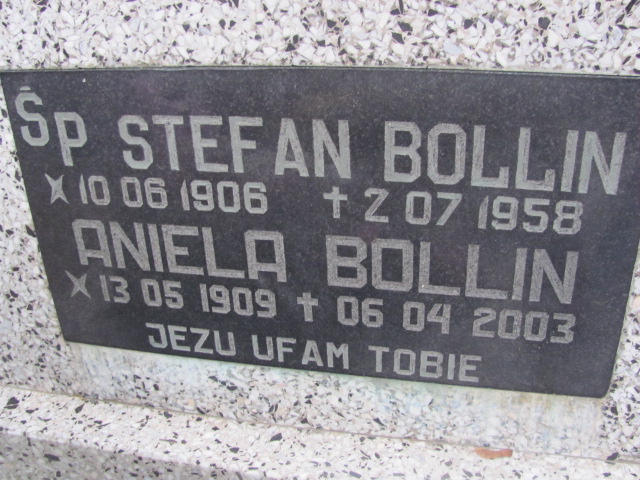 ŚP STEFAN BOLLIN
* 10 06 1906 † 2 07 1958
ANIELA BOLLIN
* 13 05 1909 † 06 04 2003
JEZU UFAM TOBIE